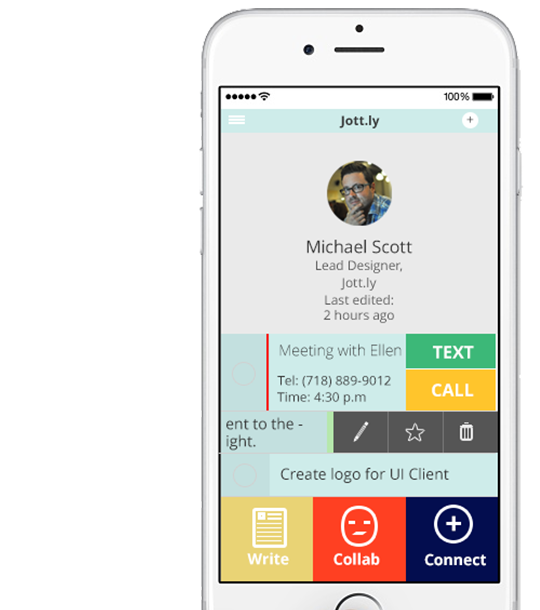 100%
Jott.ly
Michael Scott
Lead Designer,
Jott.ly
Last edited:
2 hours ago
Meeting with Ellen
TEXT
Tel: (718) 889-9012
Time: 4:30 p.m
CALL
ent to the -
ight.
Create logo for UI Client
Write
Collab
Connect